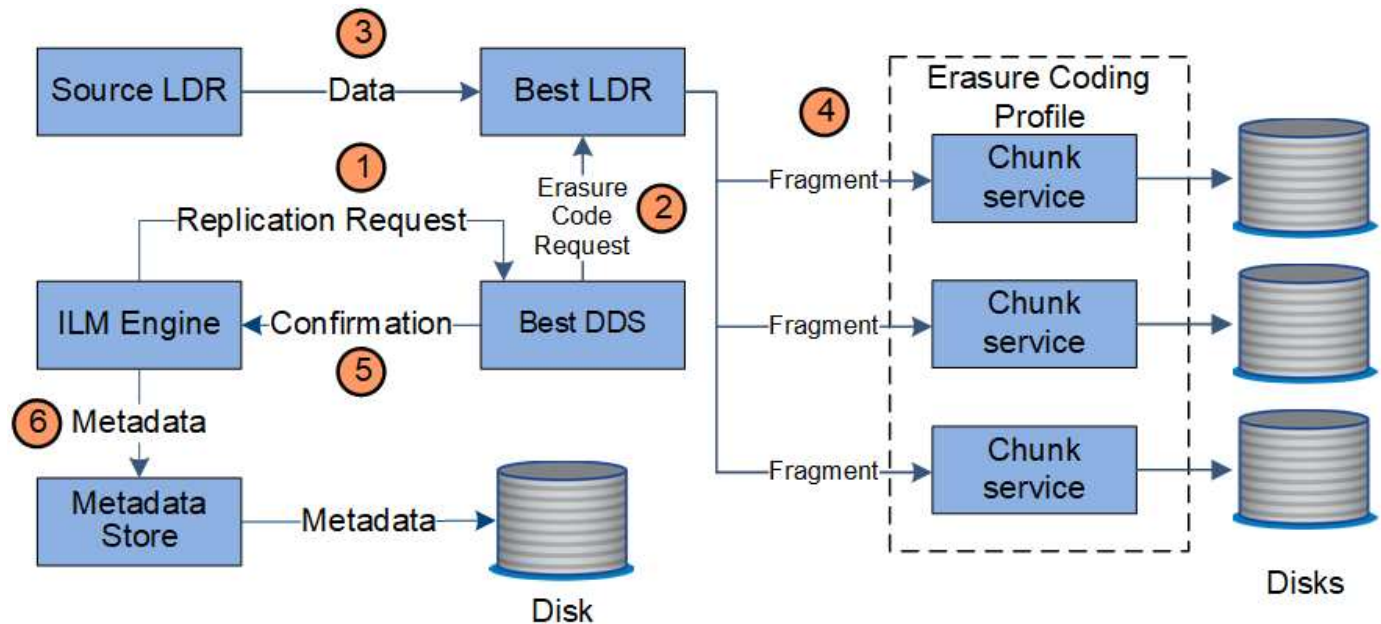 3
Source LDR
Data
Best LDR
4
Erasure Coding
Profile
Chunk
service
Fragment
1
Replication Request
Erasure
Code
Request
2
ILM Engine
Confirmation
Best DDS
5
Fragment
Chunk
service
6
Metadata
Metadata
Store
Metadata
Disk
Fragment
Chunk
service
Disks